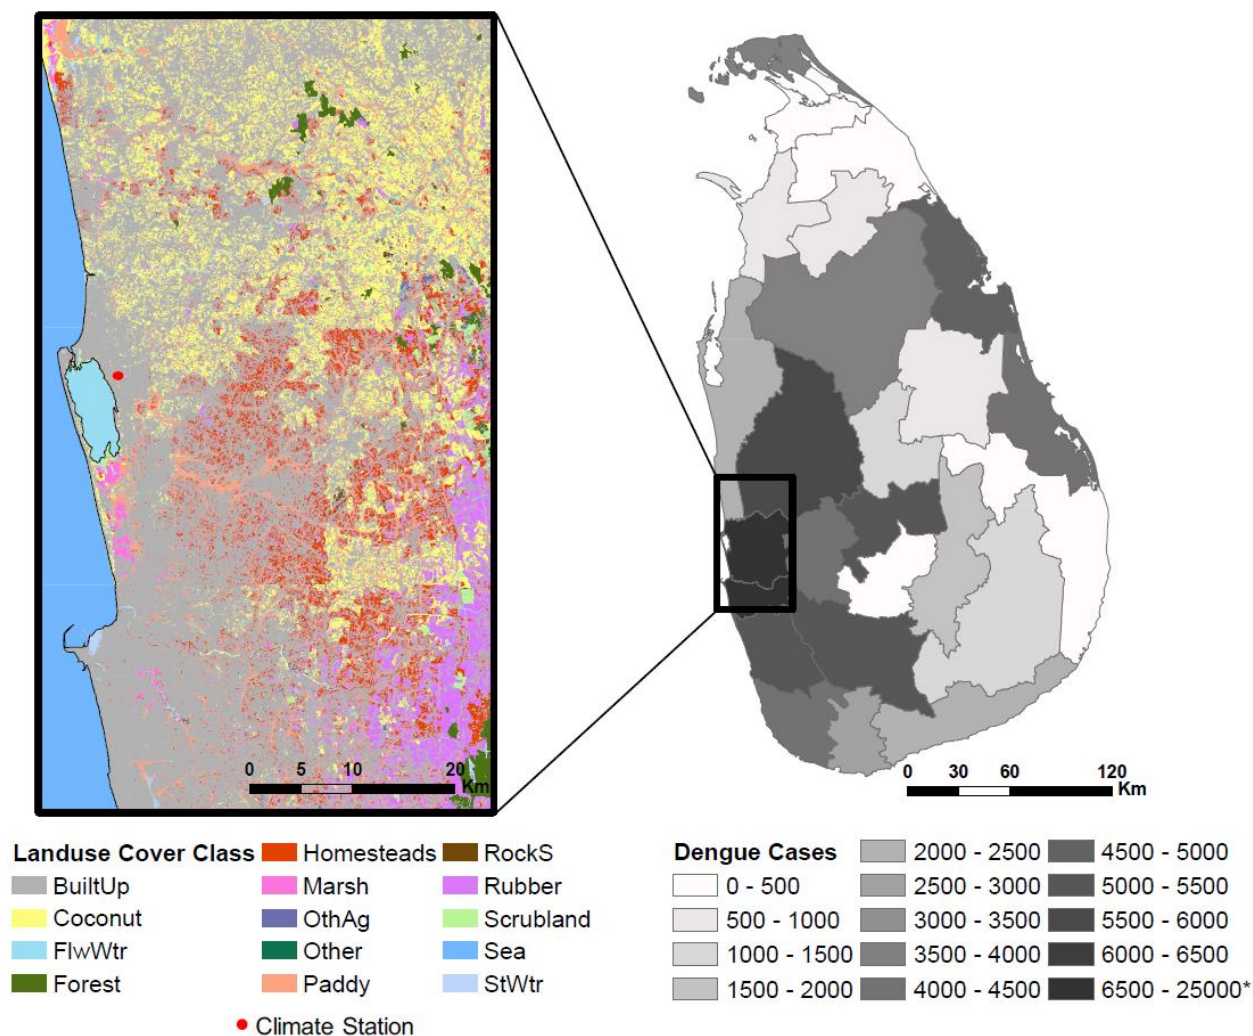 0 5 10 20
Km
0 30 60 120
Km
Landuse Cover Class
BuiltUp
Coconut
FlwWtr
Forest
Homesteads
Marsh
OthAg
Other
Paddy
RockS
Rubber
Scrubland
Sea
StWtr
Climate Station
Dengue Cases
0 - 500
500 - 1000
1000 - 1500
1500 - 2000
2000 - 2500
2500 - 3000
3000 - 3500
3500 - 4000
4000 - 4500
4500 - 5000
5000 - 5500
5500 - 6000
6000 - 6500
6500 - 25000*